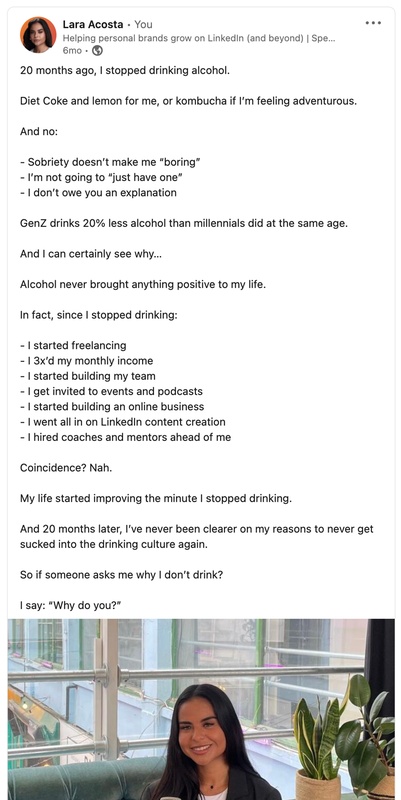 Lara Acosta • You
Helping personal brands grow on LinkedIn (and beyond) | Spe...
6mo •
20 months ago, I stopped drinking alcohol.
Diet Coke and lemon for me, or kombucha if I’m feeling adventurous.
And no:
- Sobriety doesn’t make me “boring”
- I’m not going to “just have one”
- I don’t owe you an explanation
GenZ drinks 20% less alcohol than millennials did at the same age.
And I can certainly see why...
Alcohol never brought anything positive to my life.
In fact, since I stopped drinking:
- I started freelancing
- I 3x’d my monthly income
- I started building my team
- I get invited to events and podcasts
- I started building an online business
- I went all in on LinkedIn content creation
- I hired coaches and mentors ahead of me
Coincidence? Nah.
My life started improving the minute I stopped drinking.
And 20 months later, I’ve never been clearer on my reasons to never get
sucked into the drinking culture again.
So if someone asks me why I don’t drink?
I say: “Why do you?”